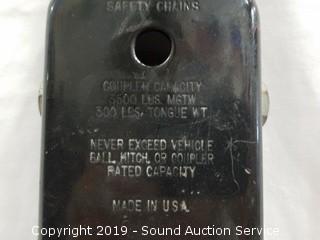 SAFETY CHAINS
COUPLER CAPACITY
3500 LBS. MGTW
300 LBS. TONGUE WT.
NEVER EXCEED VEHICLE
BALL, HITCH, OR COUPLER
RATED CAPACITY
MADE IN U.S.A.
Copyright 2019 - Sound Auction Service